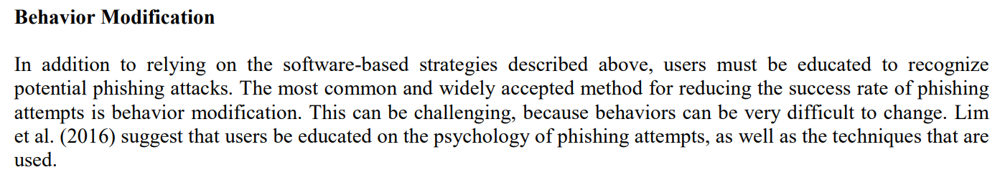 Behavior Modification
In addition to relying on the software-based strategies described above, users must be educated to recognize
potential phishing attacks. The most common and widely accepted method for reducing the success rate of phishing
attempts is behavior modification. This can be challenging, because behaviors can be very difficult to change. Lim
et al. (2016) suggest that users be educated on the psychology of phishing attempts, as well as the techniques that are
used.